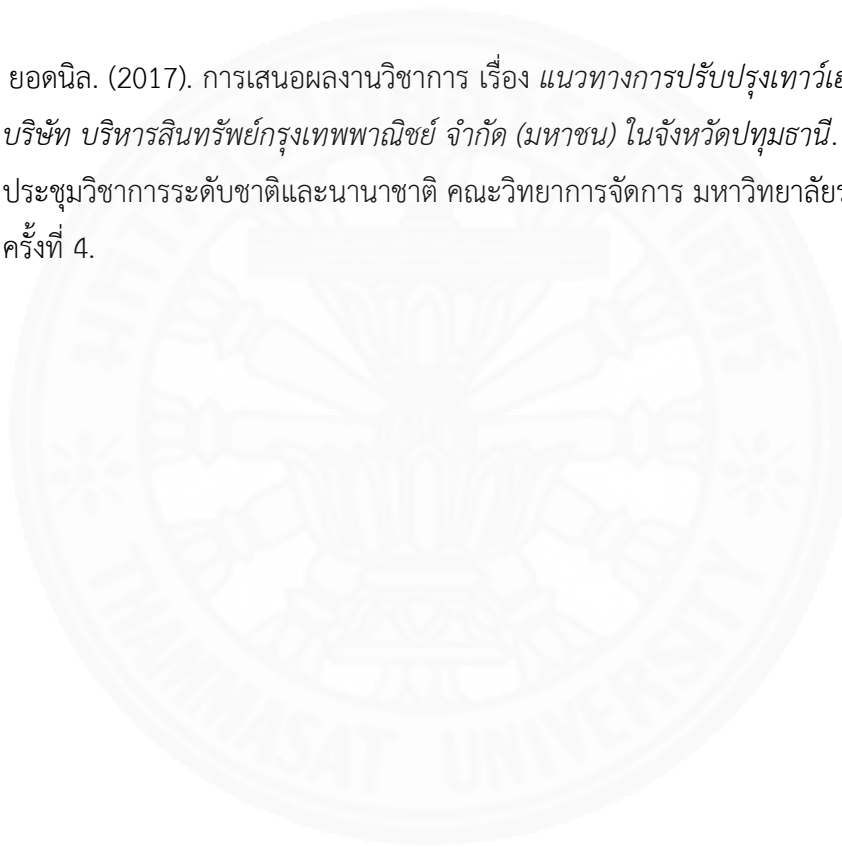 ยอดนิล. (2017). การเสนอผลงานวิชาการ เรื่อง แนวทางการปรับปรุงเทาว์เฮ
บริษัท บริหารสินทรัพย์กรุงเทพพาณิชย์ จำกัด (มหาชน) ในจังหวัดปทุมธานี.
ประชุมวิชาการระดับชาติและนานาชาติ คณะวิทยาการจัดการ มหาวิทยาลัยร
ครั้งที่ 4.
THAMMASAT UNIVERSITY